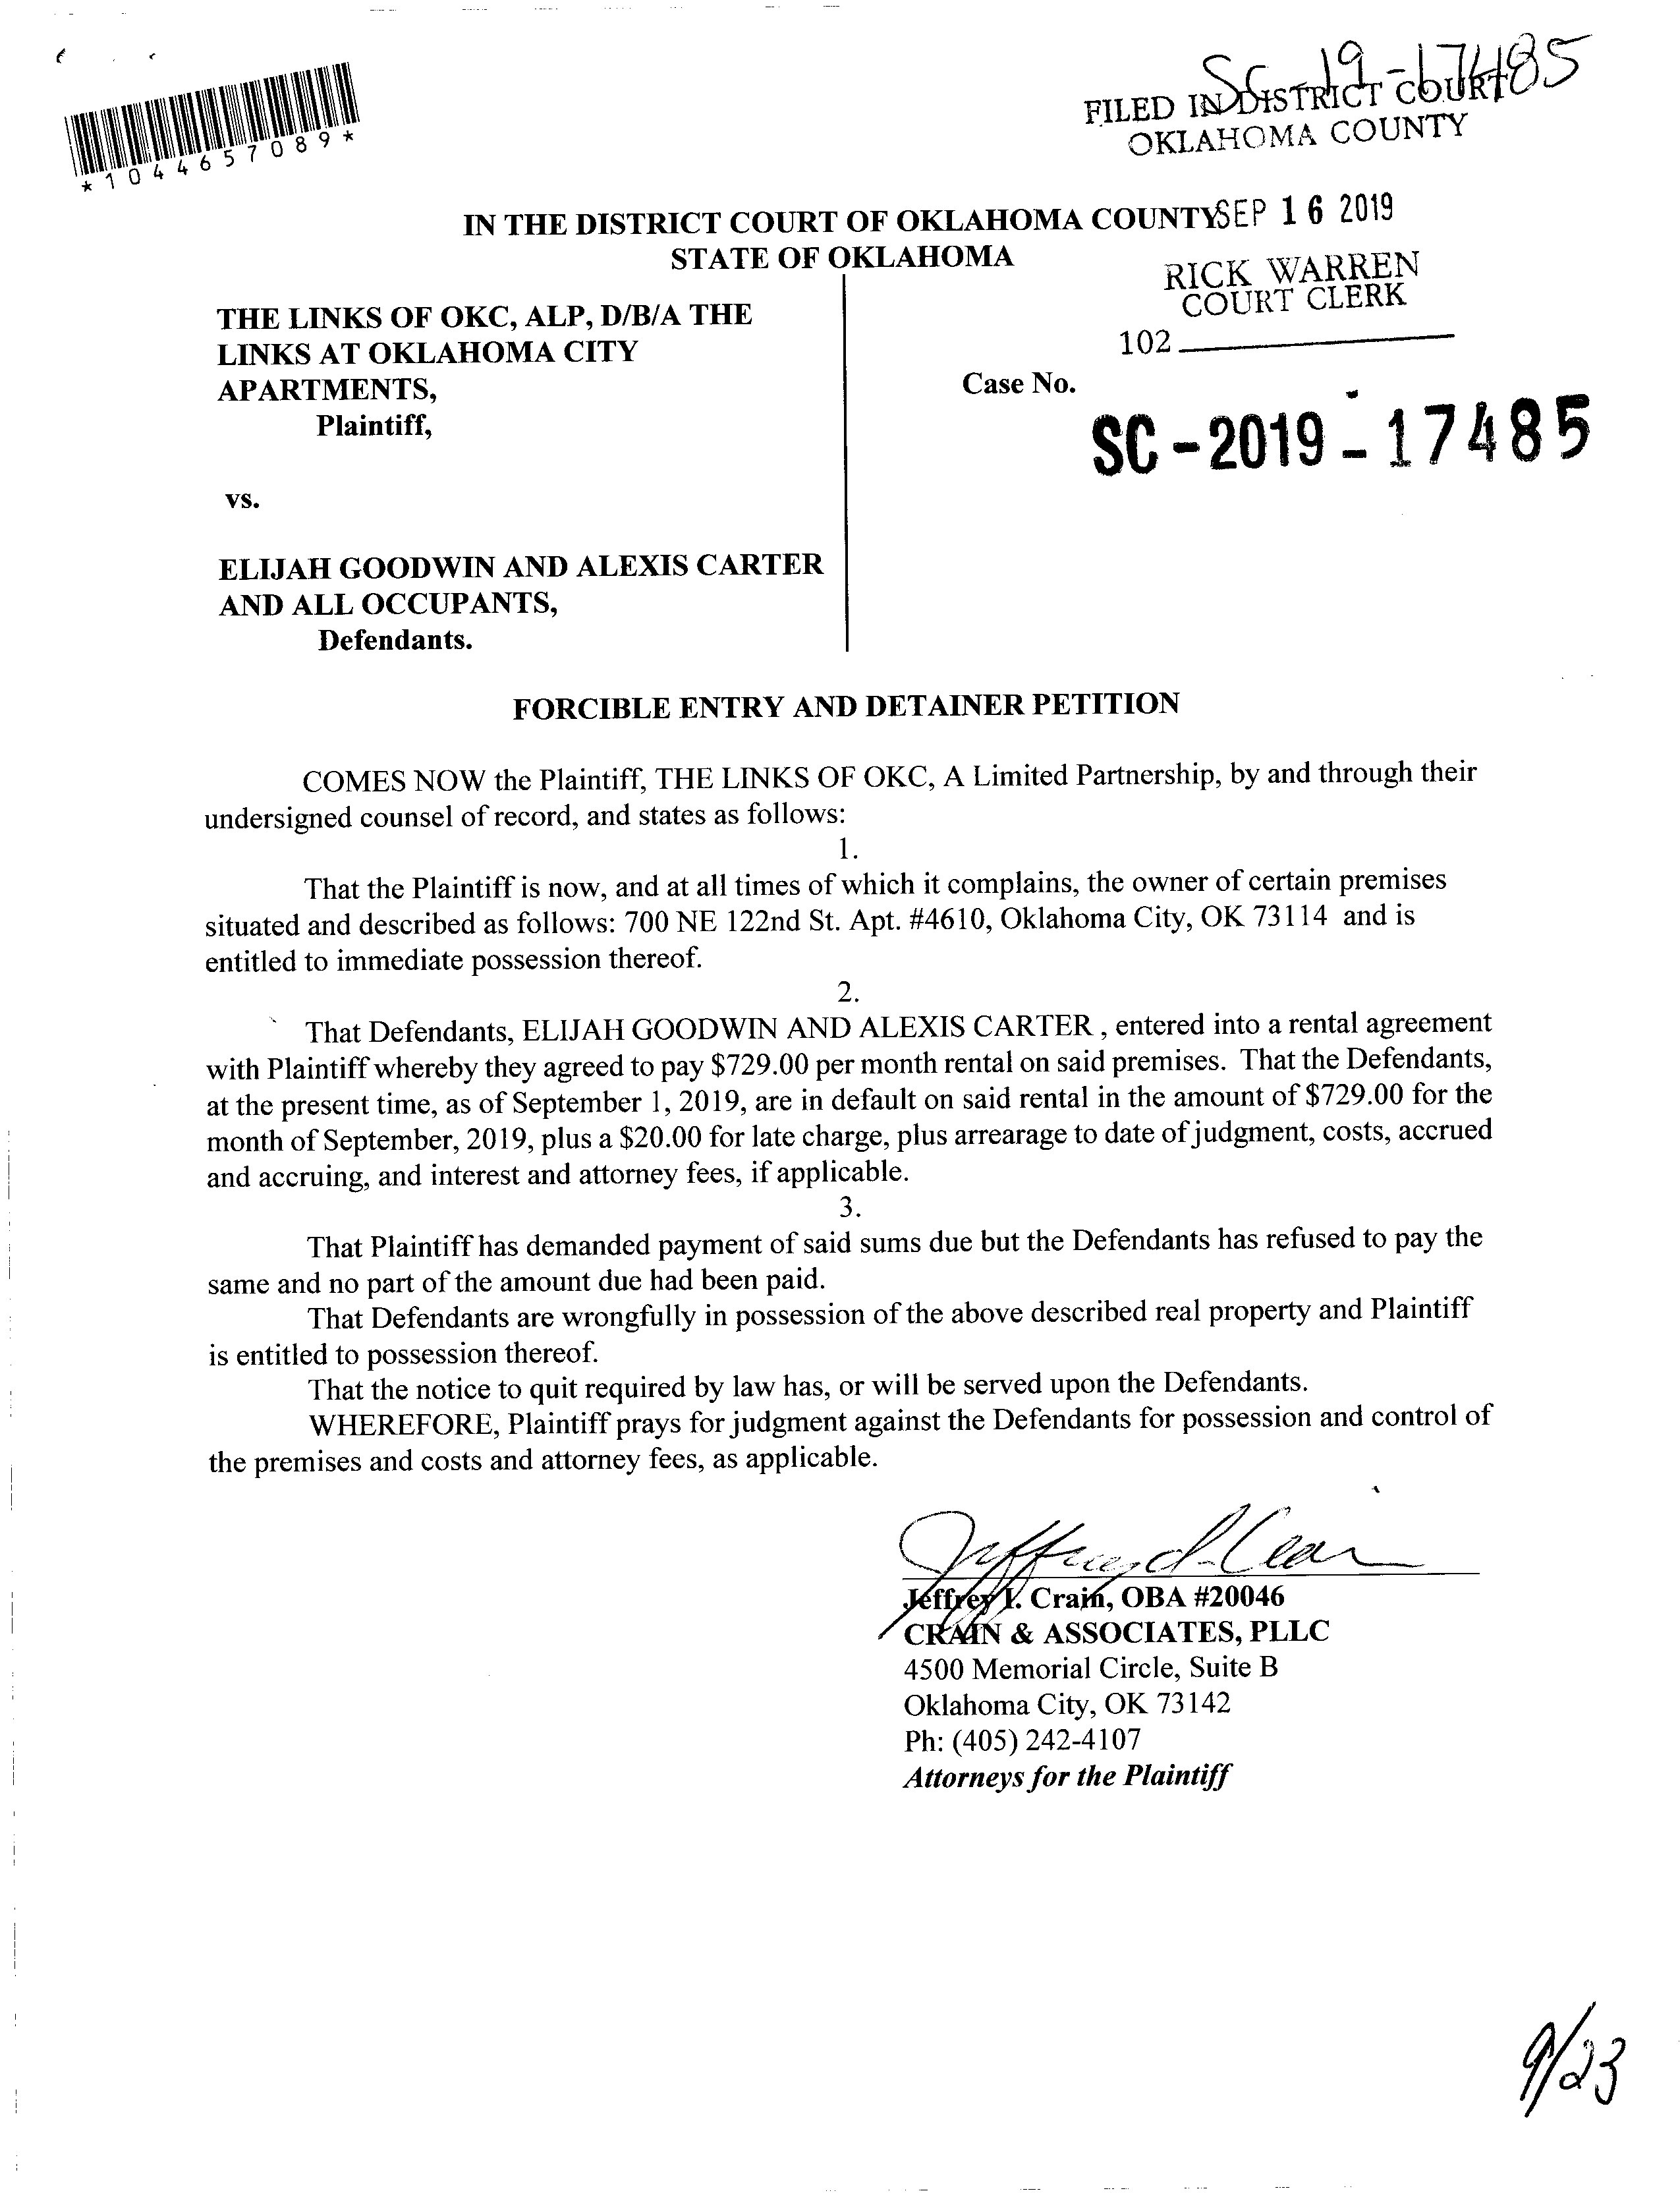 SC-19-17485
FILED IN DISTRICT COURT
OKLAHOMA COUNTY
*1044657089*
IN THE DISTRICT COURT OF OKLAHOMA COUNTY SEP 16 2019
STATE OF OKLAHOMA
RICK WARREN
COURT CLERK
102
THE LINKS OF OKC, ALP, D/B/A THE
LINKS AT OKLAHOMA CITY
APARTMENTS,
Plaintiff,
Case No.
SC-2019-17485
vs.
ELIJAH GOODWIN AND ALEXIS CARTER
AND ALL OCCUPANTS,
Defendants.
FORCIBLE ENTRY AND DETAINER PETITION
COMES NOW the Plaintiff, THE LINKS OF OKC, A Limited Partnership, by and through their
undersigned counsel of record, and states as follows:
1.
That the Plaintiff is now, and at all times of which it complains, the owner of certain premises
situated and described as follows: 700 NE 122nd St. Apt. #4610, Oklahoma City, OK 73114 and is
entitled to immediate possession thereof.
2.
That Defendants, ELIJAH GOODWIN AND ALEXIS CARTER , entered into a rental agreement
with Plaintiff whereby they agreed to pay $729.00 per month rental on said premises. That the Defendants,
at the present time, as of September 1, 2019, are in default on said rental in the amount of $729.00 for the
month of September, 2019, plus a $20.00 for late charge, plus arrearage to date of judgment, costs, accrued
and accruing, and interest and attorney fees, if applicable.
3.
That Plaintiff has demanded payment of said sums due but the Defendants has refused to pay the
same and no part of the amount due had been paid.
That Defendants are wrongfully in possession of the above described real property and Plaintiff
is entitled to possession thereof.
That the notice to quit required by law has, or will be served upon the Defendants.
WHEREFORE, Plaintiff prays for judgment against the Defendants for possession and control of
the premises and costs and attorney fees, as applicable.
Jeffrey I. Crain, OBA #20046
CRAIN & ASSOCIATES, PLLC
4500 Memorial Circle, Suite B
Oklahoma City, OK 73142
Ph: (405) 242-4107
Attorneys for the Plaintiff
9/23